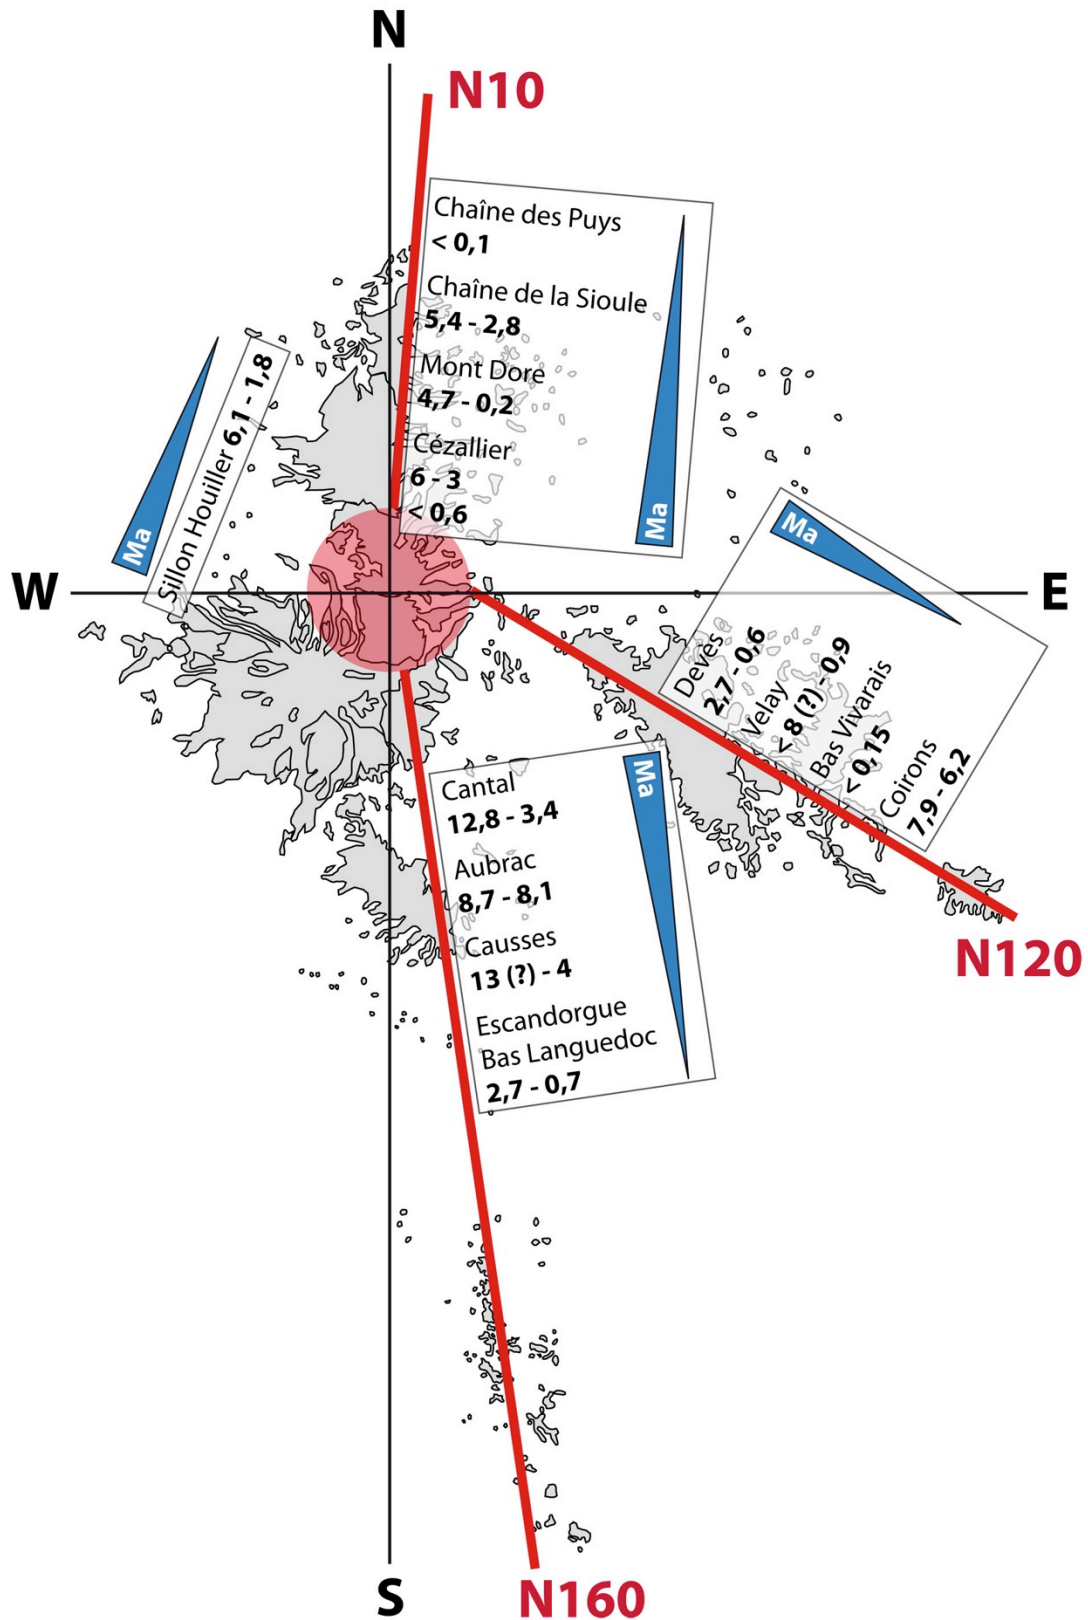 N
N10
Chaîne des Puys
< 0,1
Chaîne de la Sioule
5,4 - 2,8
Mont Dore
4,7 - 0,2
Cézallier
6 - 3
< 0,6
Ma
Ma
Sillon Houiller 6,1 - 1,8
W
E
Ma
Devès
2,7 - 0,6
Velay
< 8 (?) - 0,9
Bas Vivarais
< 0,15
Coirons
7,9 - 6,2
N120
Ma
Cantal
12,8 - 3,4
Aubrac
8,7 - 8,1
Causses
13 (?) - 4
Escandorgue
Bas Languedoc
2,7 - 0,7
S
N160